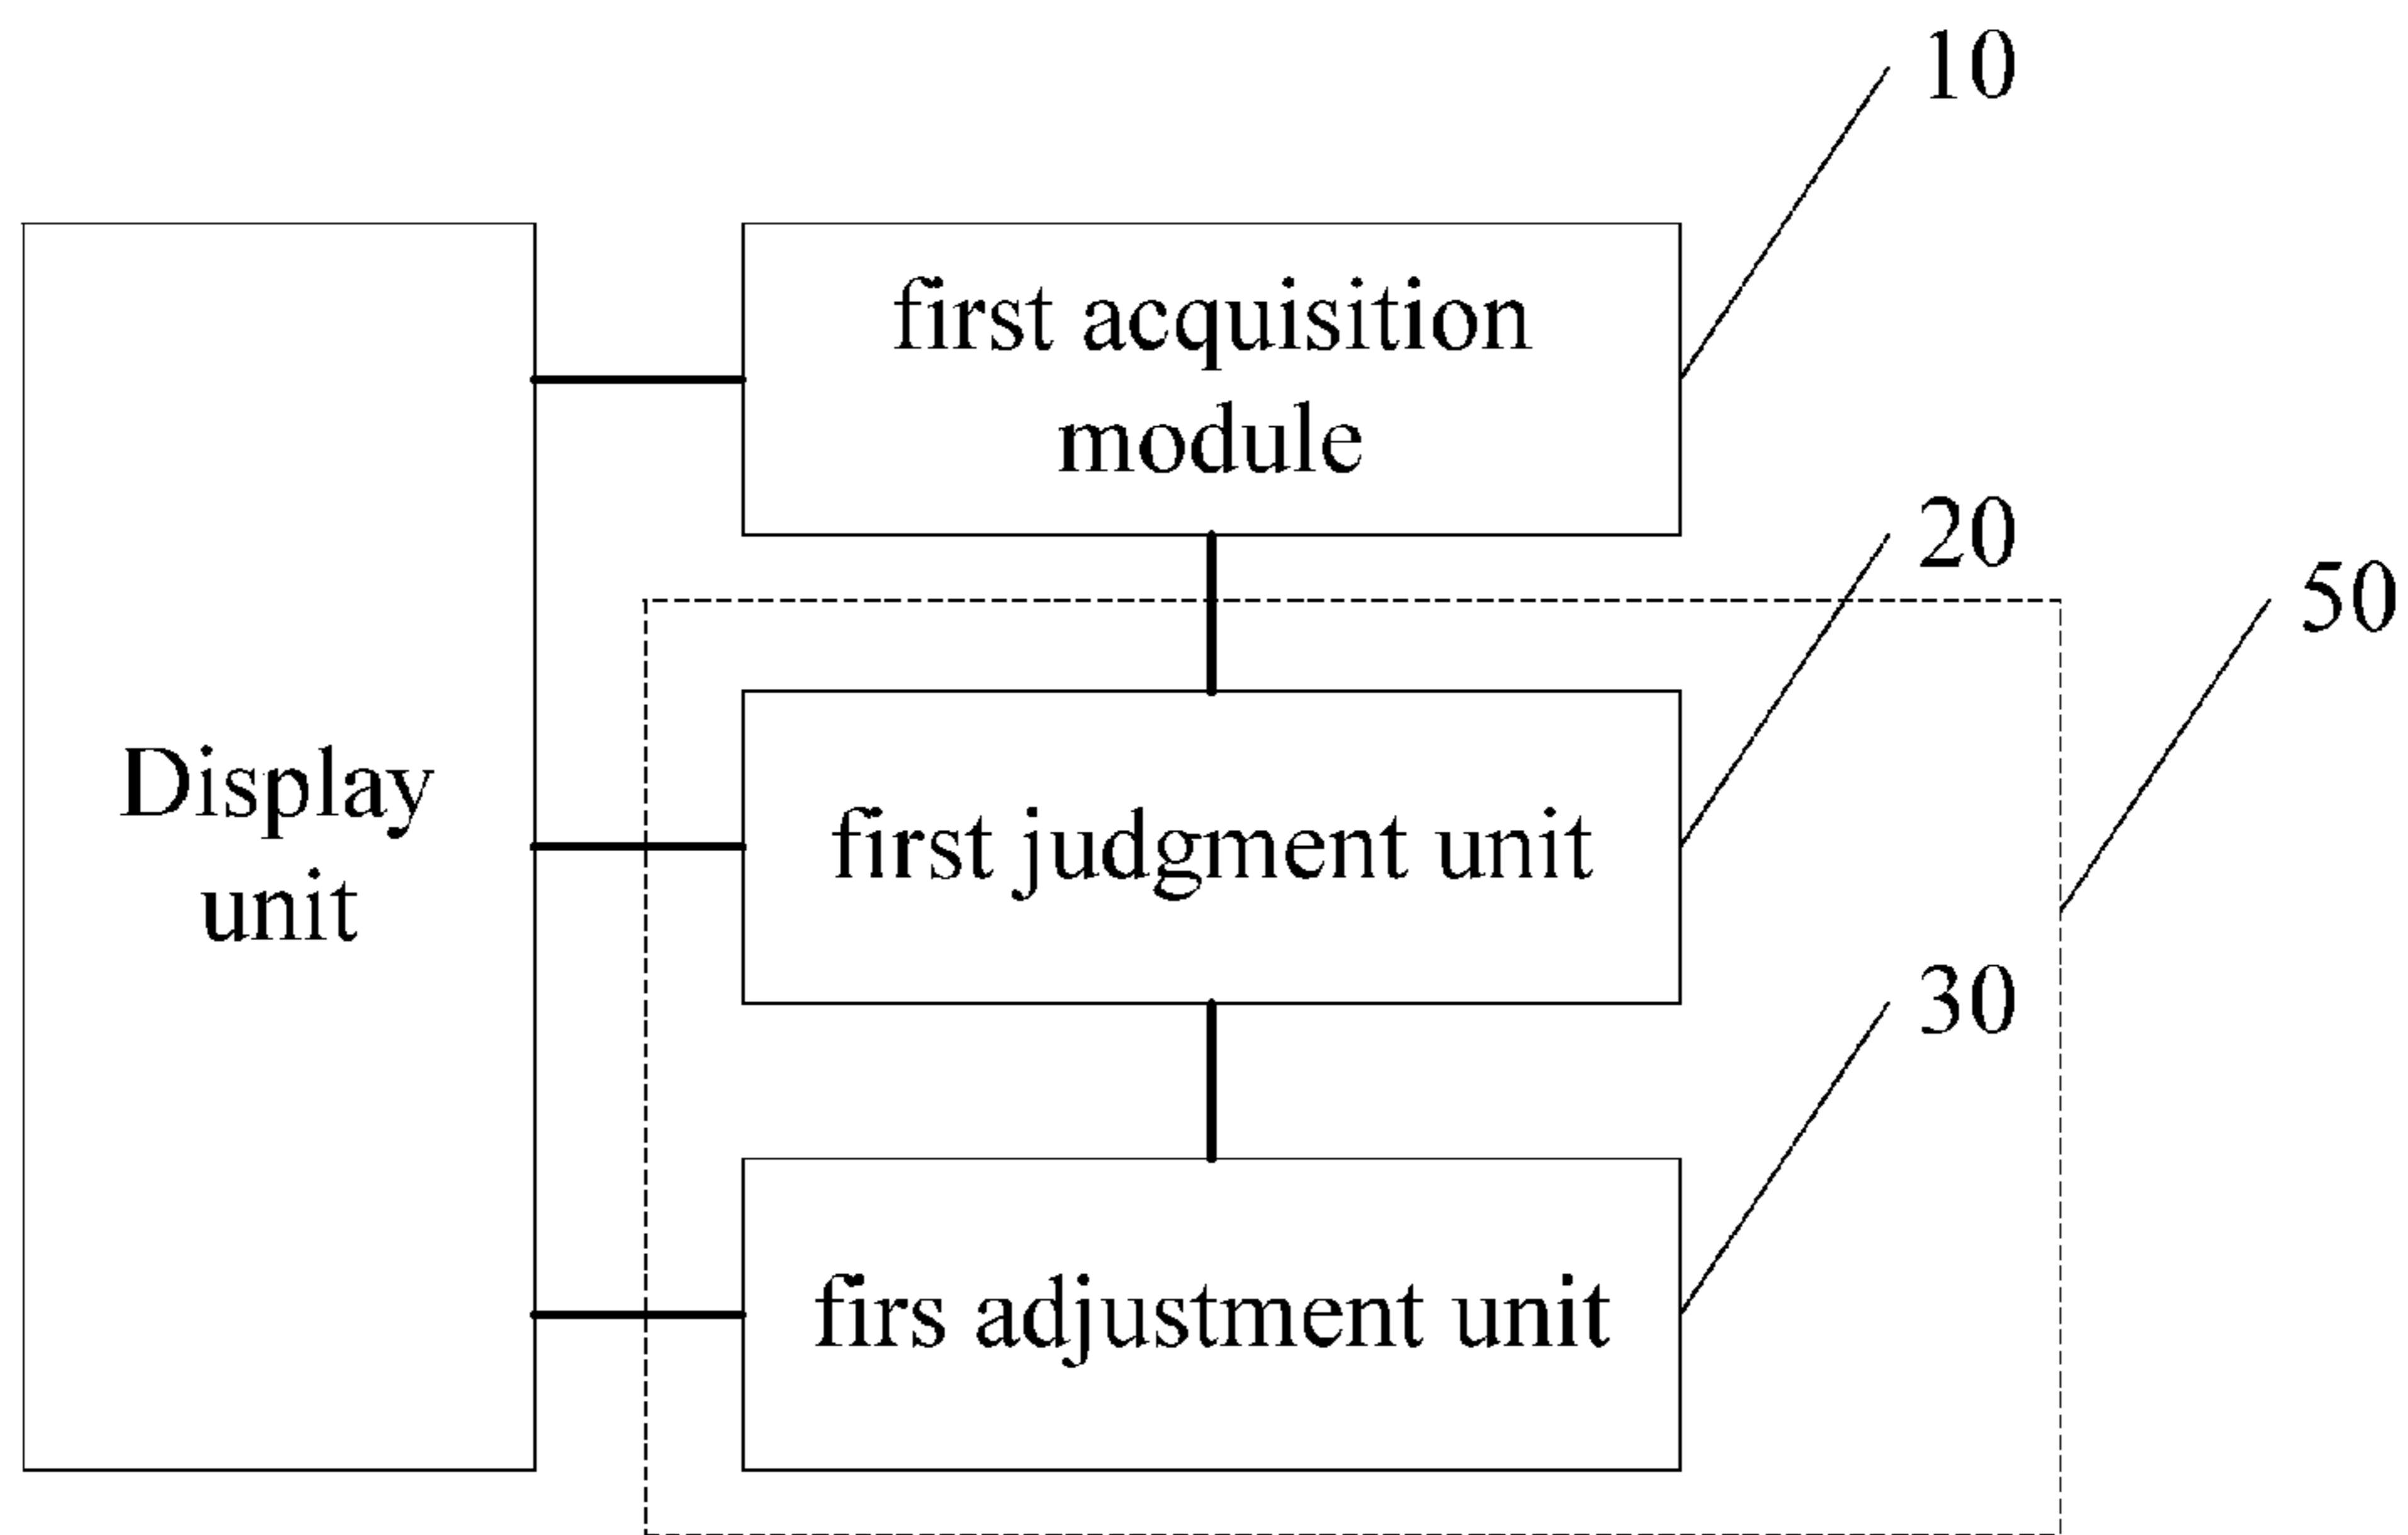 10
first acquisition
module
20
50
Display
unit
first judgment unit
30
firs adjustment unit